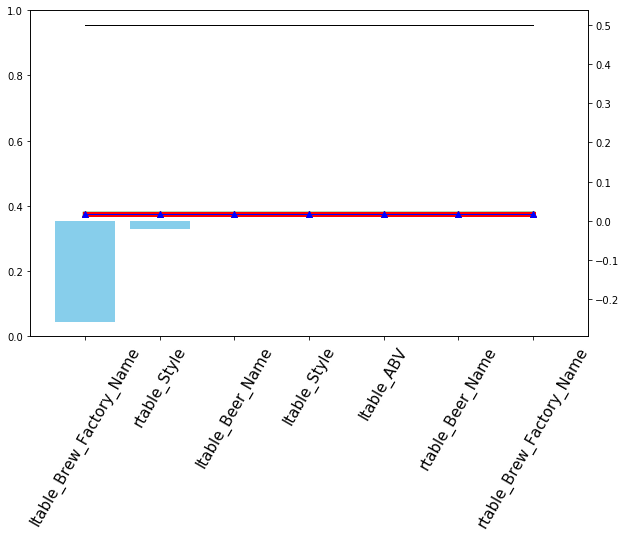 1.0
0.8
0.6
0.4
0.2
0.0
0.5
0.4
0.3
0.2
0.1
0.0
−0.1
−0.2
ltable_Brew_Factory_Name
rtable_Style
ltable_Beer_Name
ltable_Style
ltable_ABV
rtable_Beer_Name
rtable_Brew_Factory_Name